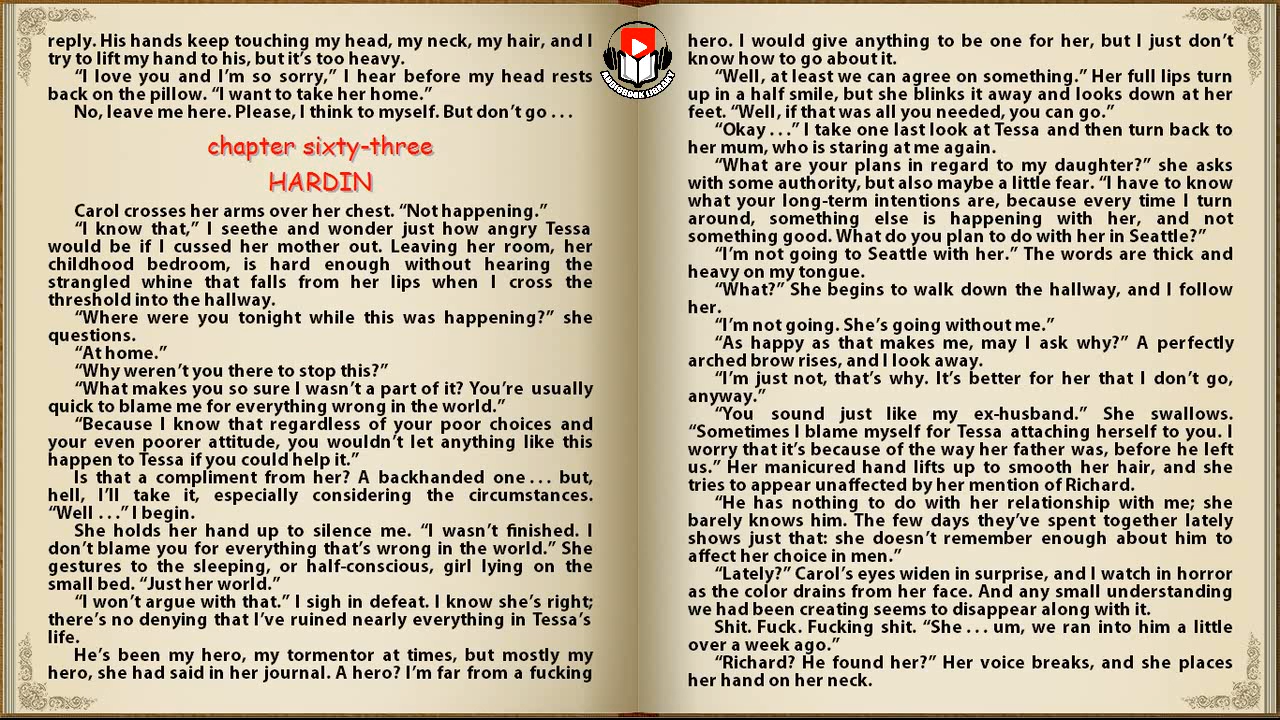 reply. His hands keep touching my head, my neck, my hair, and I
try to lift my hand to his, but it’s too heavy.
“I love you and I’m so sorry,” I hear before my head rests
back on the pillow. “I want to take her home.”
No, leave me here. Please, I think to myself. But don’t go . . .
chapter sixty-three
HARDIN
Carol crosses her arms over her chest. “Not happening.”
“I know that,” I seethe and wonder just how angry Tessa
would be if I cussed her mother out. Leaving her room, her
childhood bedroom, is hard enough without hearing the
strangled whine that falls from her lips when I cross the
threshold into the hallway.
“Where were you tonight while this was happening?” she
questions.
“At home.”
“Why weren’t you there to stop this?”
“What makes you so sure I wasn’t a part of it? You’re usually
quick to blame me for everything wrong in the world.”
“Because I know that regardless of your poor choices and
your even poorer attitude, you wouldn’t let anything like this
happen to Tessa if you could help it.”
Is that a compliment from her? A backhanded one . . . but,
hell, I’ll take it, especially considering the circumstances.
“Well . . .” I begin.
She holds her hand up to silence me. “I wasn’t finished. I
don’t blame you for everything that’s wrong in the world.” She
gestures to the sleeping, or half-conscious, girl lying on the
small bed. “Just her world.”
“I won’t argue with that.” I sigh in defeat. I know she’s right;
there’s no denying that I’ve ruined nearly everything in Tessa’s
life.
He’s been my hero, my tormentor at times, but mostly my
hero, she had said in her journal. A hero? I’m far from a fucking
AUDIOBOOK LIBRARY
hero. I would give anything to be one for her, but I just don’t
know how to go about it.
“Well, at least we can agree on something.” Her full lips turn
up in a half smile, but she blinks it away and looks down at her
feet. “Well, if that was all you needed, you can go.”
“Okay . . .” I take one last look at Tessa and then turn back to
her mum, who is staring at me again.
“What are your plans in regard to my daughter?” she asks
with some authority, but also maybe a little fear. “I have to know
what your long-term intentions are, because every time I turn
around, something else is happening with her, and not
something good. What do you plan to do with her in Seattle?”
“I’m not going to Seattle with her.” The words are thick and
heavy on my tongue.
“What?” She begins to walk down the hallway, and I follow
her.
“I’m not going. She’s going without me.”
“As happy as that makes me, may I ask why?” A perfectly
arched brow rises, and I look away.
“I’m just not, that’s why. It’s better for her that I don’t go,
anyway.”
“You sound just like my ex-husband.” She swallows.
“Sometimes I blame myself for Tessa attaching herself to you. I
worry that it’s because of the way her father was, before he left
us.” Her manicured hand lifts up to smooth her hair, and she
tries to appear unaffected by her mention of Richard.
“He has nothing to do with her relationship with me; she
barely knows him. The few days they’ve spent together lately
shows just that: she doesn’t remember enough about him to
affect her choice in men.”
“Lately?” Carol’s eyes widen in surprise, and I watch in horror
as the color drains from her face. And any small understanding
we had been creating seems to disappear along with it.
Shit. Fuck. Fucking shit. “She . . . um, we ran into him a little
over a week ago.”
“Richard? He found her?” Her voice breaks, and she places
her hand on her neck.